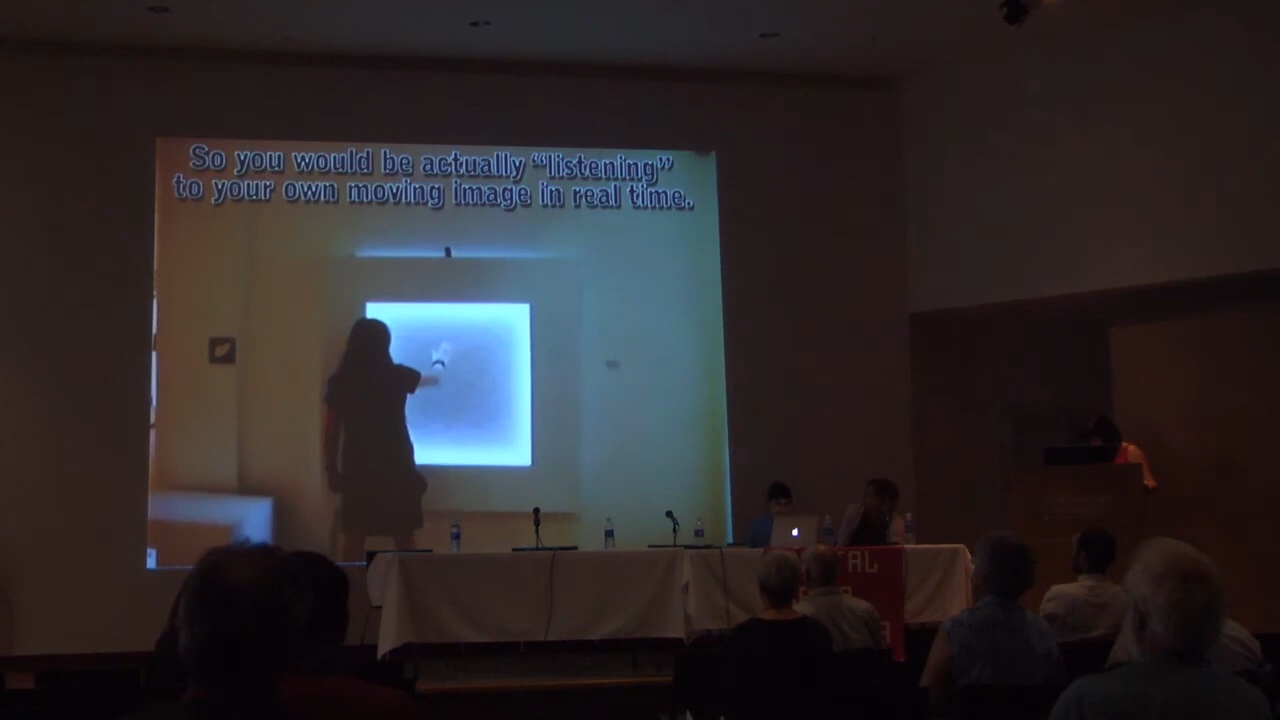 So you would be actually “listening”
to your own moving image in real time.